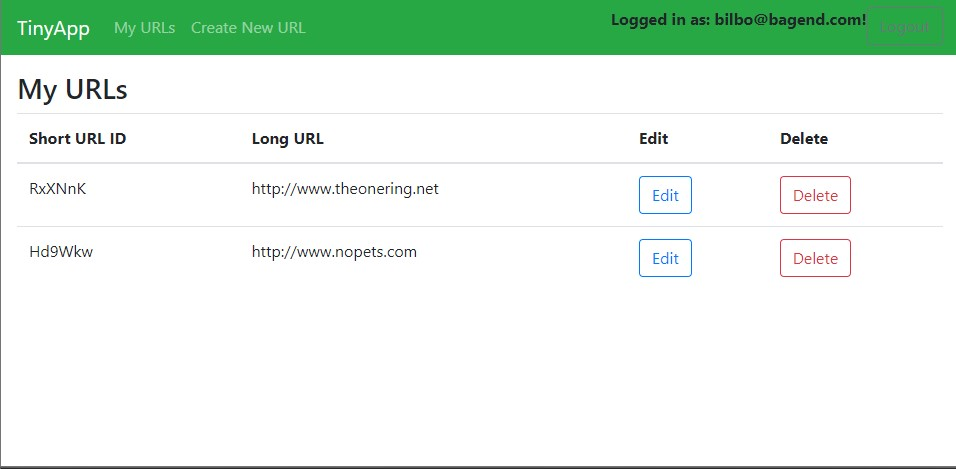 TinyApp My URLs Create New URL Logged in as: bilbo@bagend.com! Logout
My URLs
Short URL ID Long URL Edit Delete
RxXNnK http://www.theonering.net Edit Delete
Hd9Wkw http://www.nopets.com Edit Delete